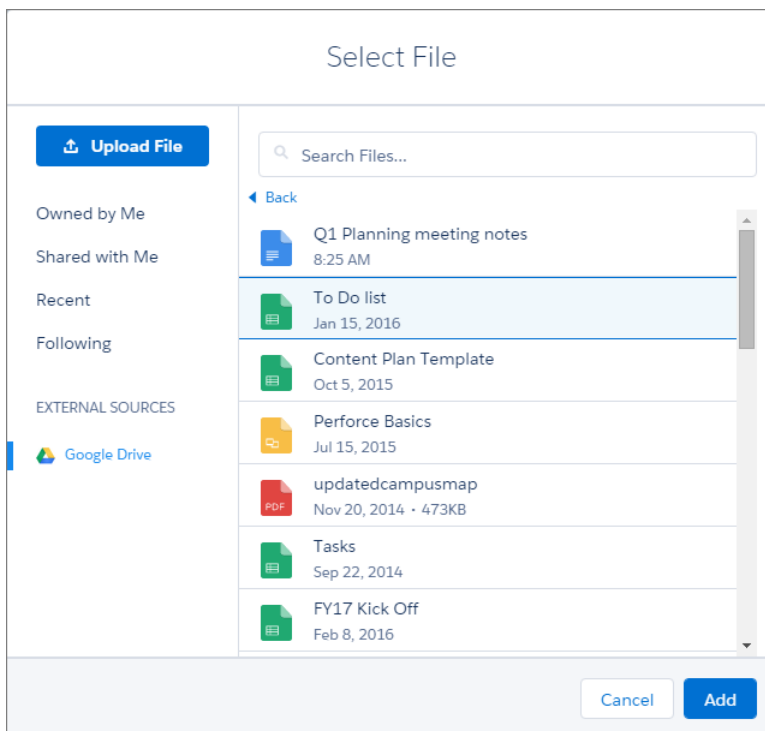 Select File
Upload File
Owned by Me
Shared with Me
Recent
Following
EXTERNAL SOURCES
Google Drive
Search Files...
Back
Q1 Planning meeting notes
8:25 AM
To Do list
Jan 15, 2016
Content Plan Template
Oct 5, 2015
Perforce Basics
Jul 15, 2015
PDF
updatedcampusmap
Nov 20, 2014 • 473KB
Tasks
Sep 22, 2014
FY17 Kick Off
Feb 8, 2016
Cancel
Add